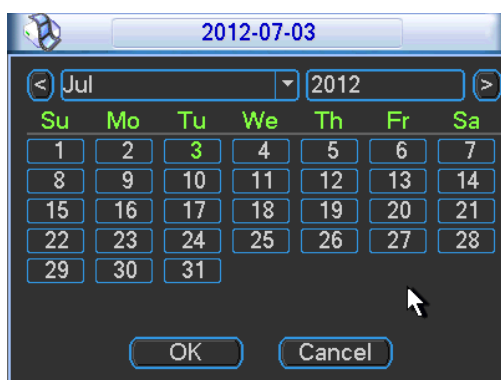 2012-07-03
< Jul 2012 >
Su Mo Tu We Th Fr Sa
1 2 3 4 5 6 7
8 9 10 11 12 13 14
15 16 17 18 19 20 21
22 23 24 25 26 27 28
29 30 31
OK Cancel